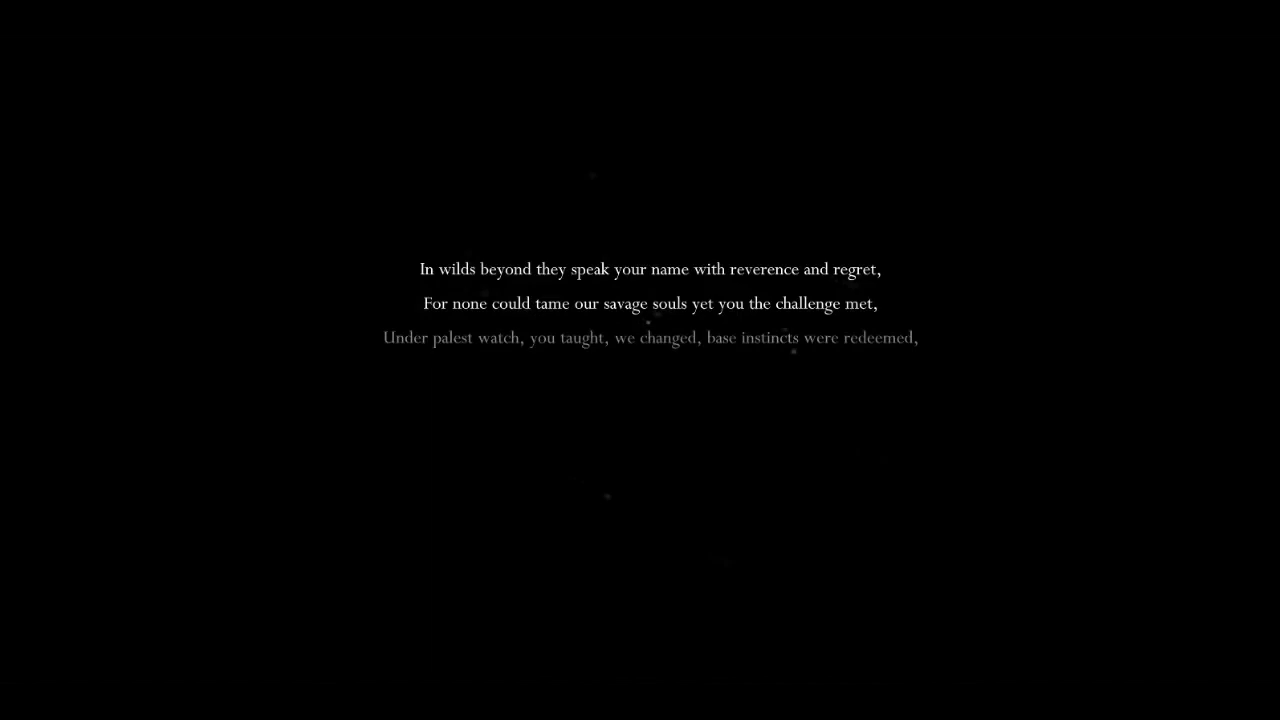 In wilds beyond they speak your name with reverence and regret,
For none could tame our savage souls yet you the challenge met,
Under palest watch, you taught, we changed, base instincts were redeemed,